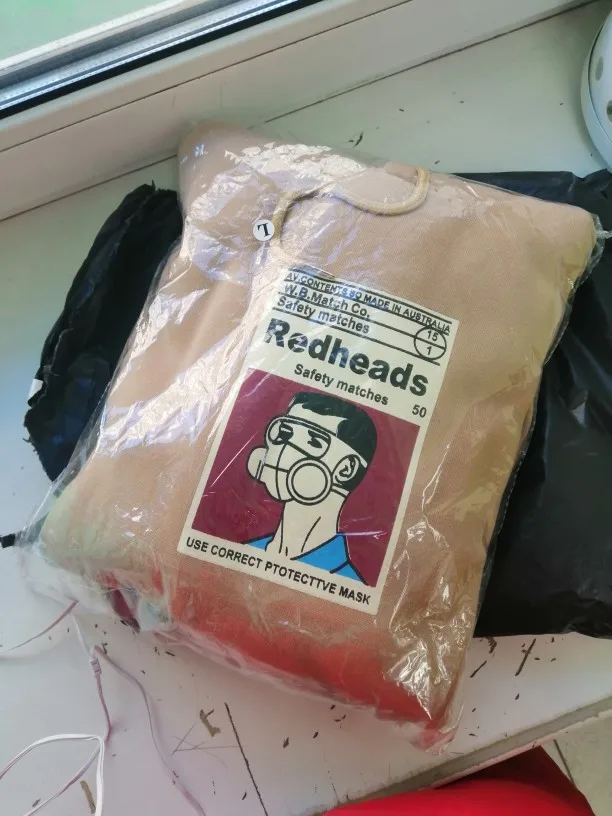 L
AV.CONTENTS 50 MADE IN AUSTRALIA
W.B.Match Co.
Safety matches
15
1
Redheads
Safety matches
50
USE CORRECT PTOTECTTVE MASK